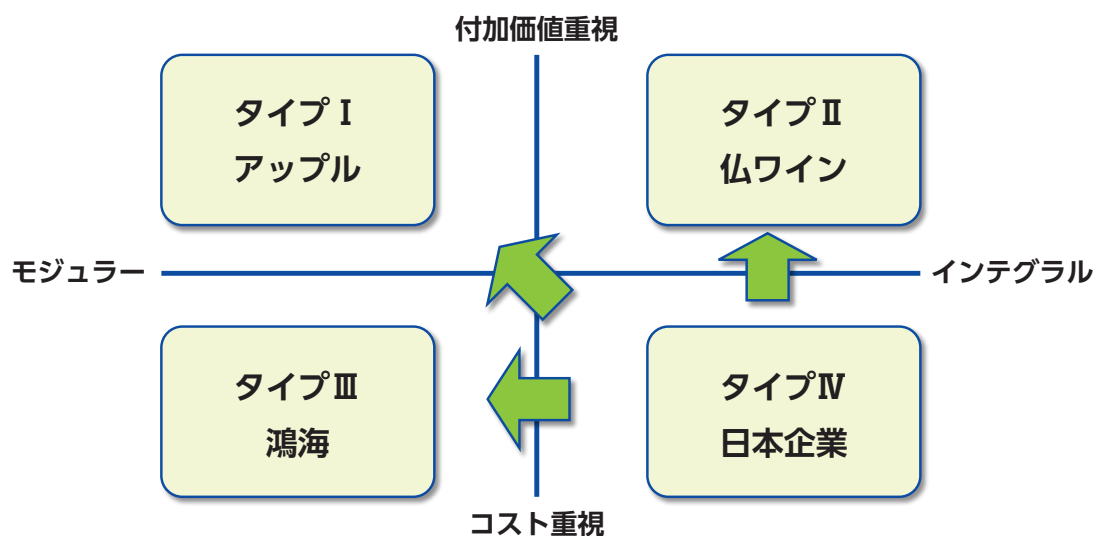 付加価値重視
タイプⅠ
アップル
タイプⅡ
仏ワイン
モジュラー
インテグラル
タイプⅢ
鴻海
タイプⅣ
日本企業
コスト重視